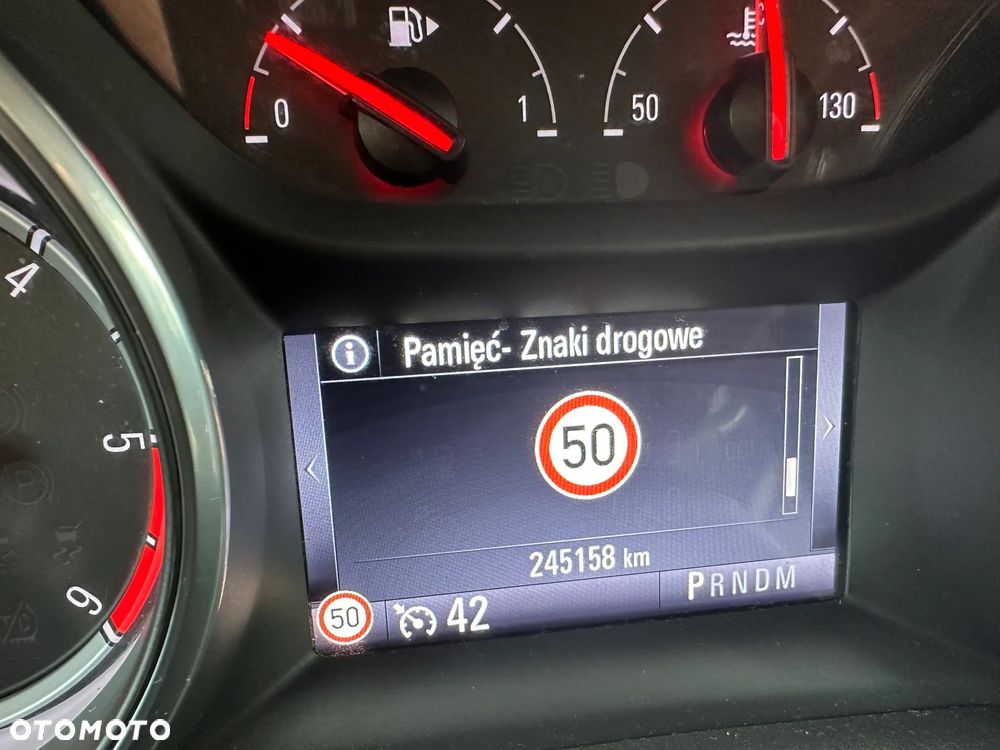 0 1 50 130
4
5
6
Pamięć- Znaki drogowe
50
245158 km
50 42 PRNDM
OTOMOTO